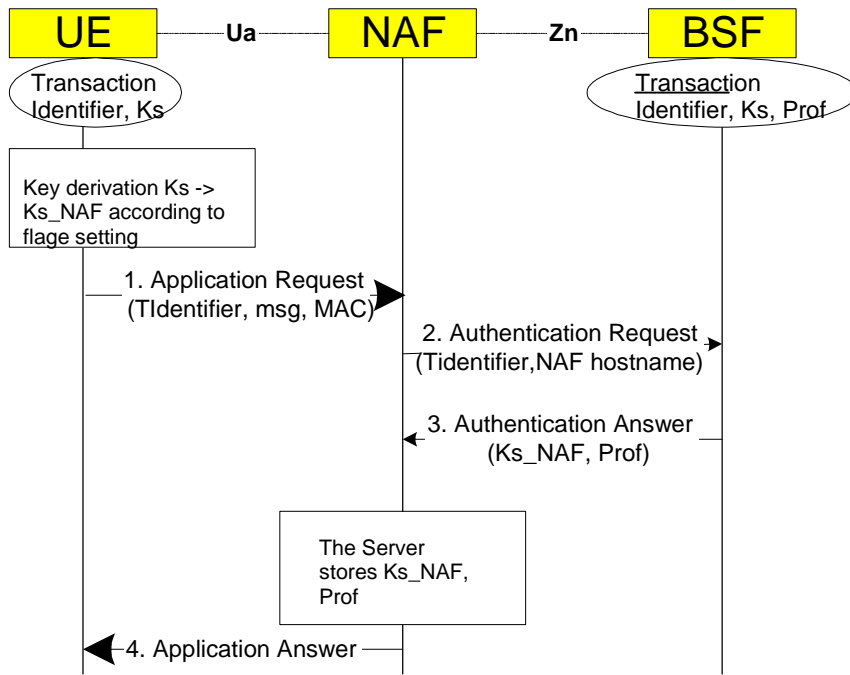 UE Ua NAF Zn BSF
Transaction
Identifier, Ks
Transaction
Identifier, Ks, Prof
Key derivation Ks ->
Ks_NAF according to
flage setting
1. Application Request
(TIdentifier, msg, MAC)
2. Authentication Request
(Tidentifier,NAF hostname)
3. Authentication Answer
(Ks_NAF, Prof)
The Server
stores Ks_NAF,
Prof
4. Application Answer